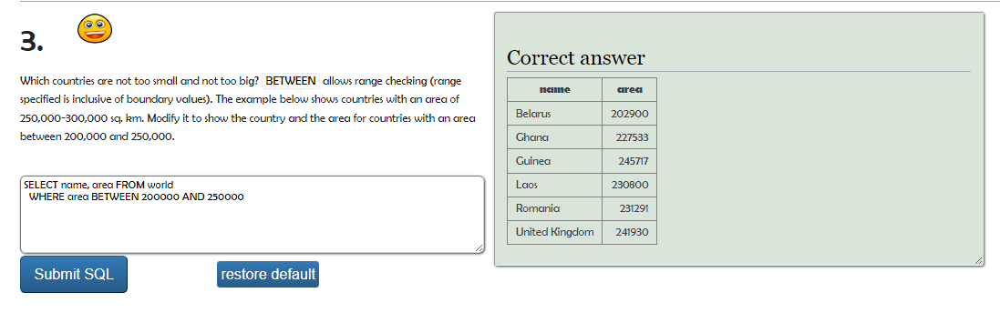 3.
Which countries are not too small and not too big? BETWEEN allows range checking (range
specified is inclusive of boundary values). The example below shows countries with an area of
250,000-300,000 sq. km. Modify it to show the country and the area for countries with an area
between 200,000 and 250,000.
SELECT name, area FROM world
WHERE area BETWEEN 200000 AND 250000
Submit SQL
restore default
Correct answer
name area
Belarus 202900
Ghana 227533
Guinea 245717
Laos 230800
Romania 231291
United Kingdom 241930